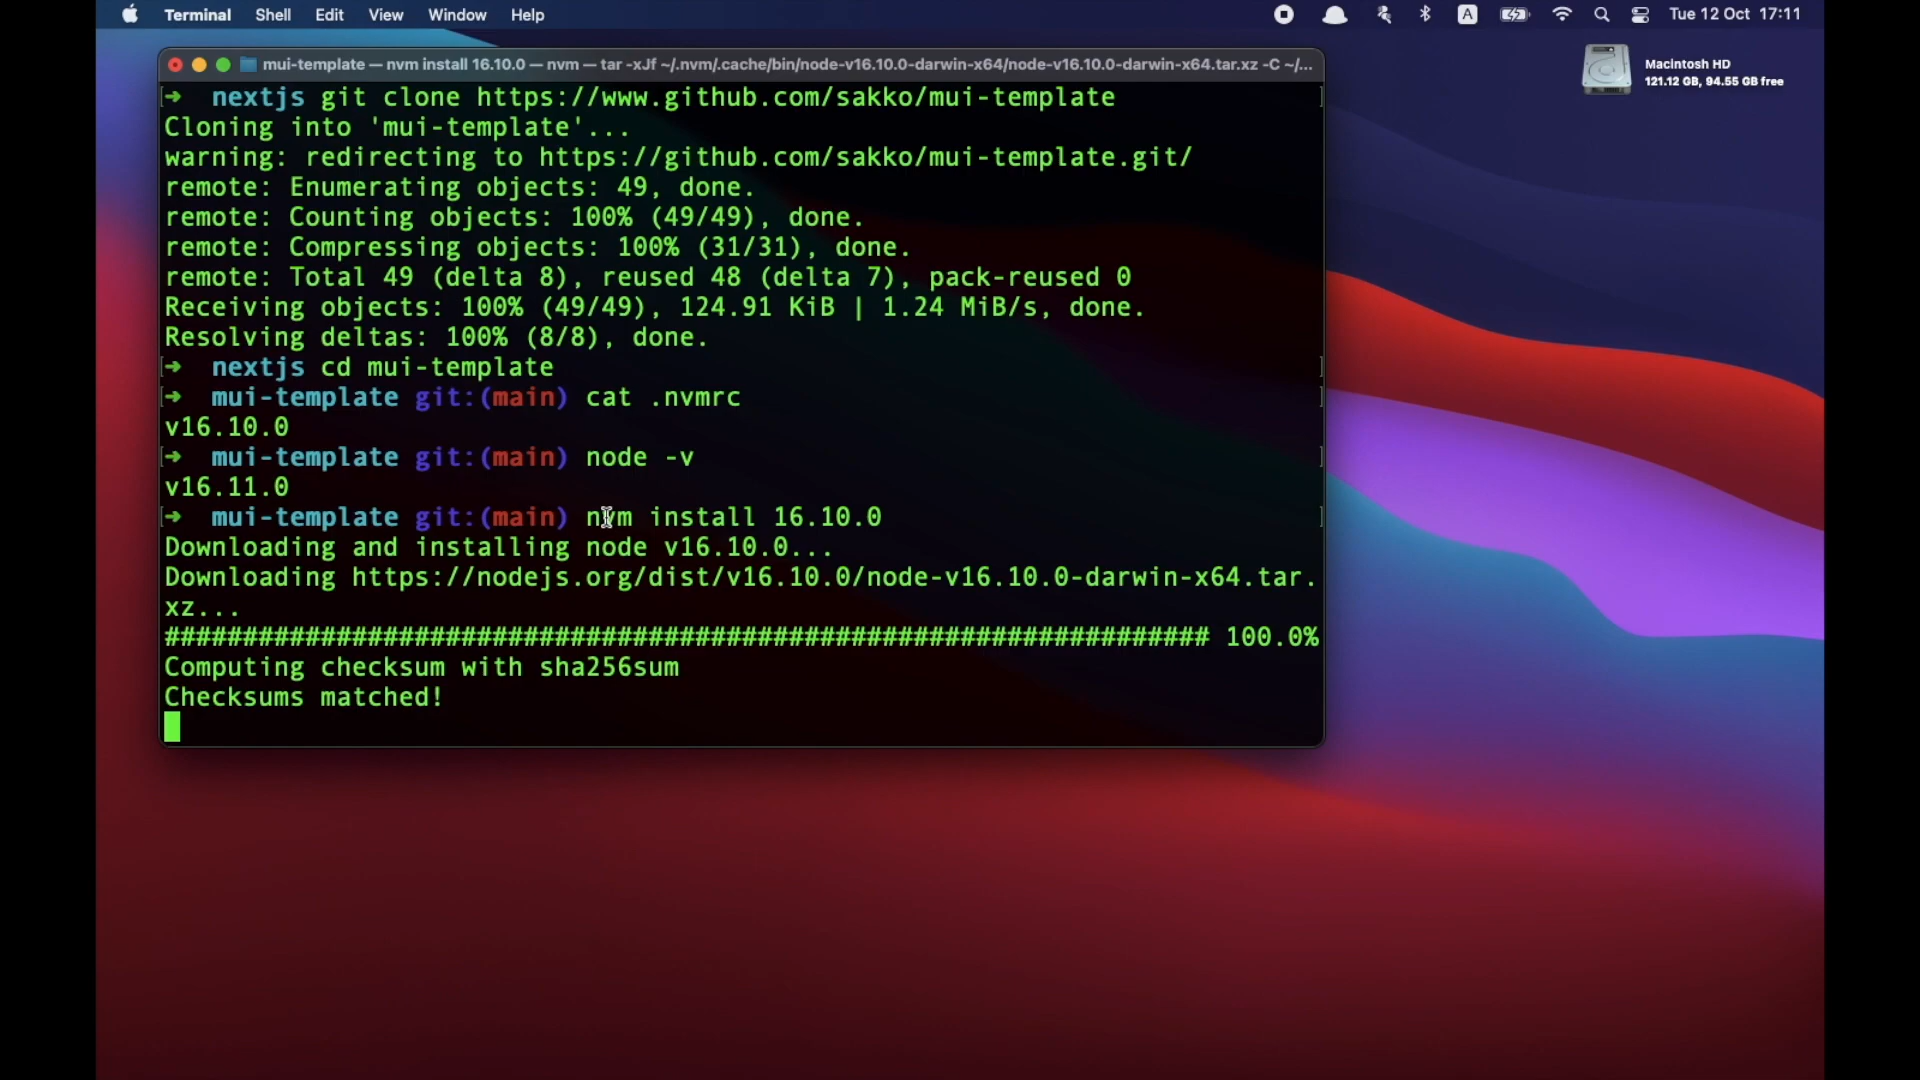 Terminal Shell Edit View Window Help A Tue 12 Oct 17:11
mui-template — nvm install 16.10.0 — nvm — tar -xJf ~/.nvm/.cache/bin/node-v16.10.0-darwin-x64/node-v16.10.0-darwin-x64.tar.xz -C ~/...
Macintosh HD
121.12 GB, 94.55 GB free
➜ nextjs git clone https://www.github.com/sakko/mui-template
Cloning into 'mui-template'...
warning: redirecting to https://github.com/sakko/mui-template.git/
remote: Enumerating objects: 49, done.
remote: Counting objects: 100% (49/49), done.
remote: Compressing objects: 100% (31/31), done.
remote: Total 49 (delta 8), reused 48 (delta 7), pack-reused 0
Receiving objects: 100% (49/49), 124.91 KiB | 1.24 MiB/s, done.
Resolving deltas: 100% (8/8), done.
➜ nextjs cd mui-template
➜ mui-template git:(main) cat .nvmrc
v16.10.0
➜ mui-template git:(main) node -v
v16.11.0
➜ mui-template git:(main) nvm install 16.10.0
Downloading and installing node v16.10.0...
Downloading https://nodejs.org/dist/v16.10.0/node-v16.10.0-darwin-x64.tar.
xz...
################################################################### 100.0%
Computing checksum with sha256sum
Checksums matched!